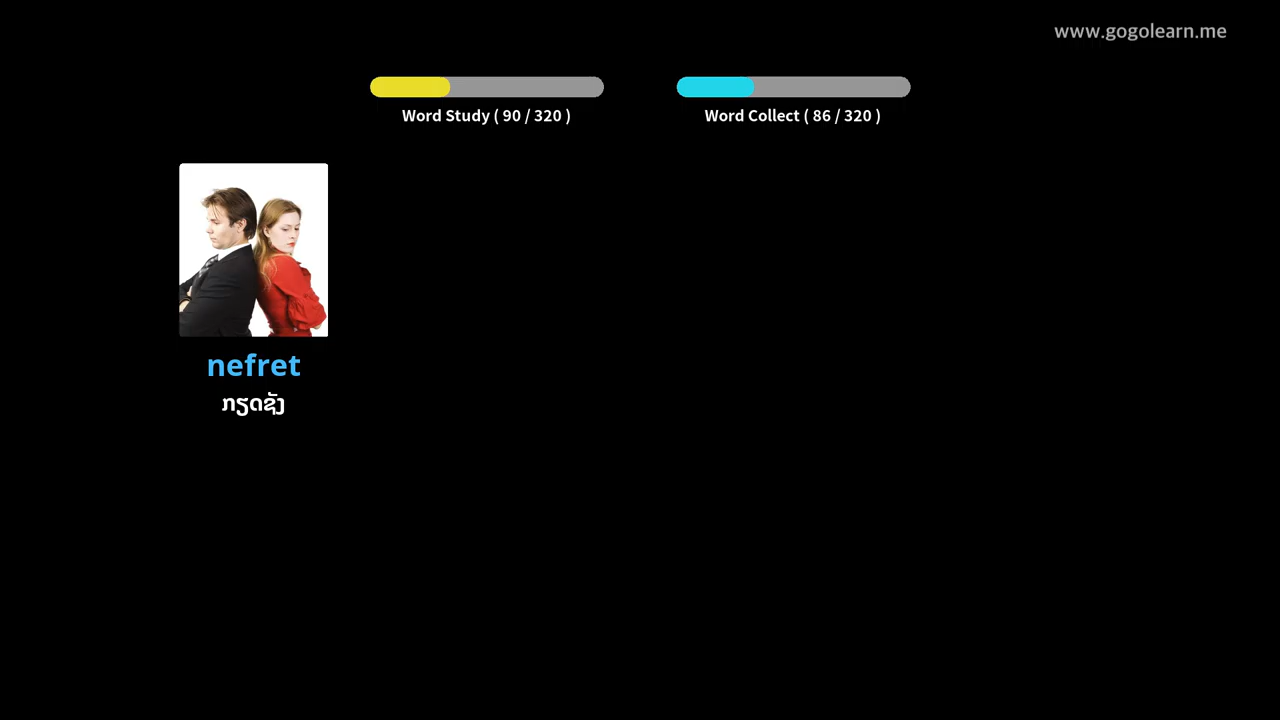 www.gogolearn.me
Word Study ( 90 / 320 )
Word Collect ( 86 / 320 )
nefret
ກຽດຊັງ